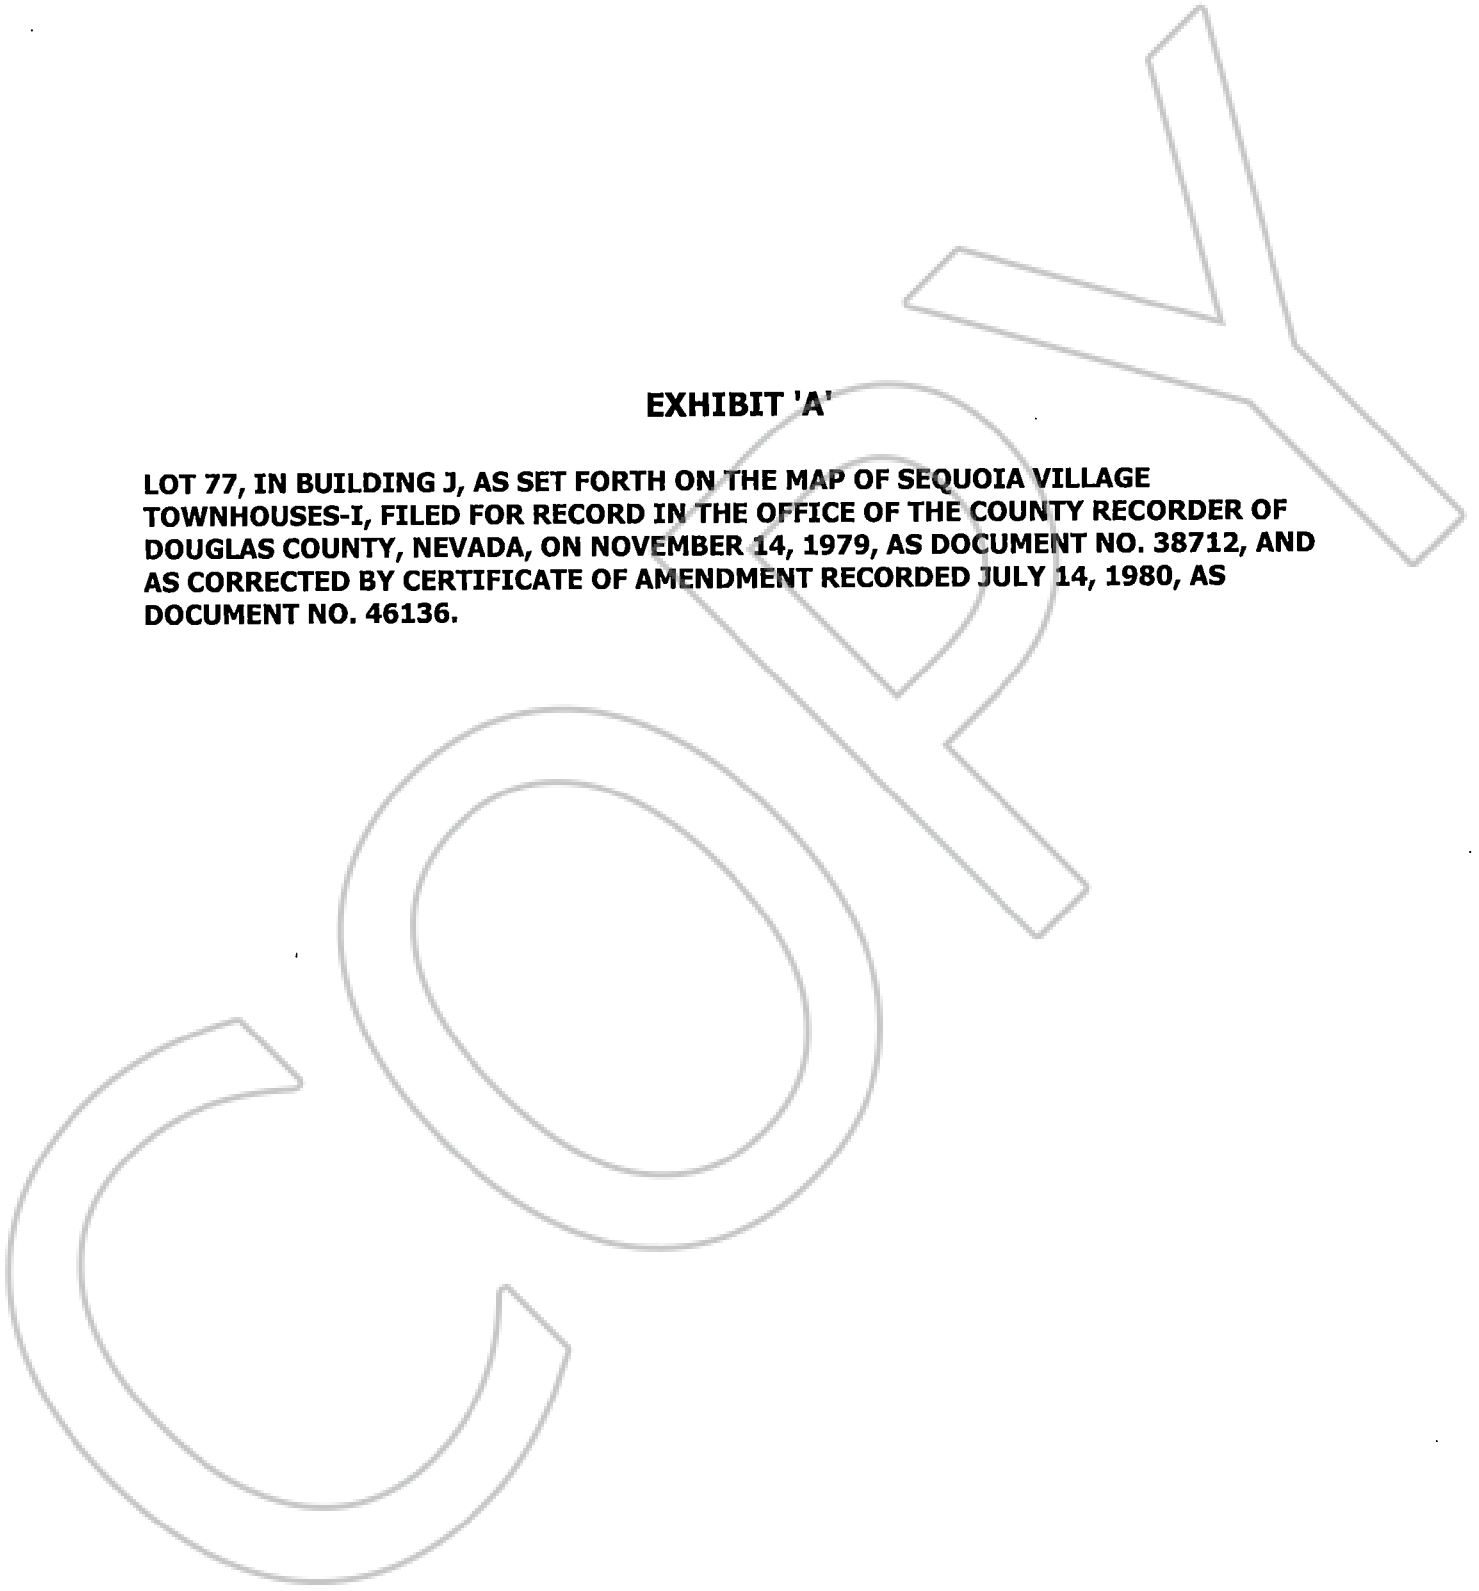 EXHIBIT 'A'
LOT 77, IN BUILDING J, AS SET FORTH ON THE MAP OF SEQUOIA VILLAGE
TOWNHOUSES-I, FILED FOR RECORD IN THE OFFICE OF THE COUNTY RECORDER OF
DOUGLAS COUNTY, NEVADA, ON NOVEMBER 14, 1979, AS DOCUMENT NO. 38712, AND
AS CORRECTED BY CERTIFICATE OF AMENDMENT RECORDED JULY 14, 1980, AS
DOCUMENT NO. 46136.
COPY